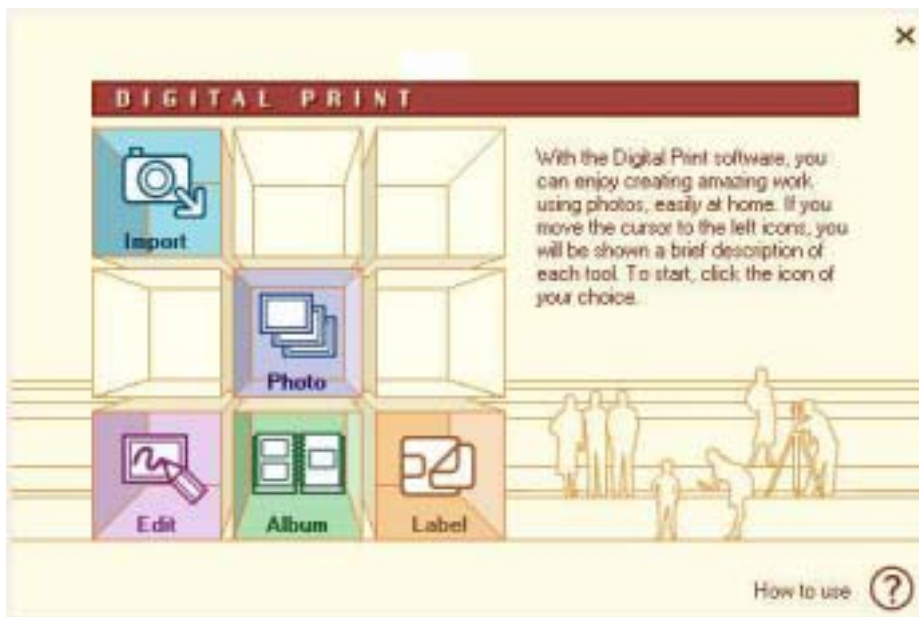 DIGITAL PRINT
Import
With the Digital Print software, you
can enjoy creating amazing work
using photos, easily at home. If you
move the cursor to the left icons, you
will be shown a brief description of
each tool. To start, click the icon of
your choice.
Photo
Edit
Album
Label
How to use ?